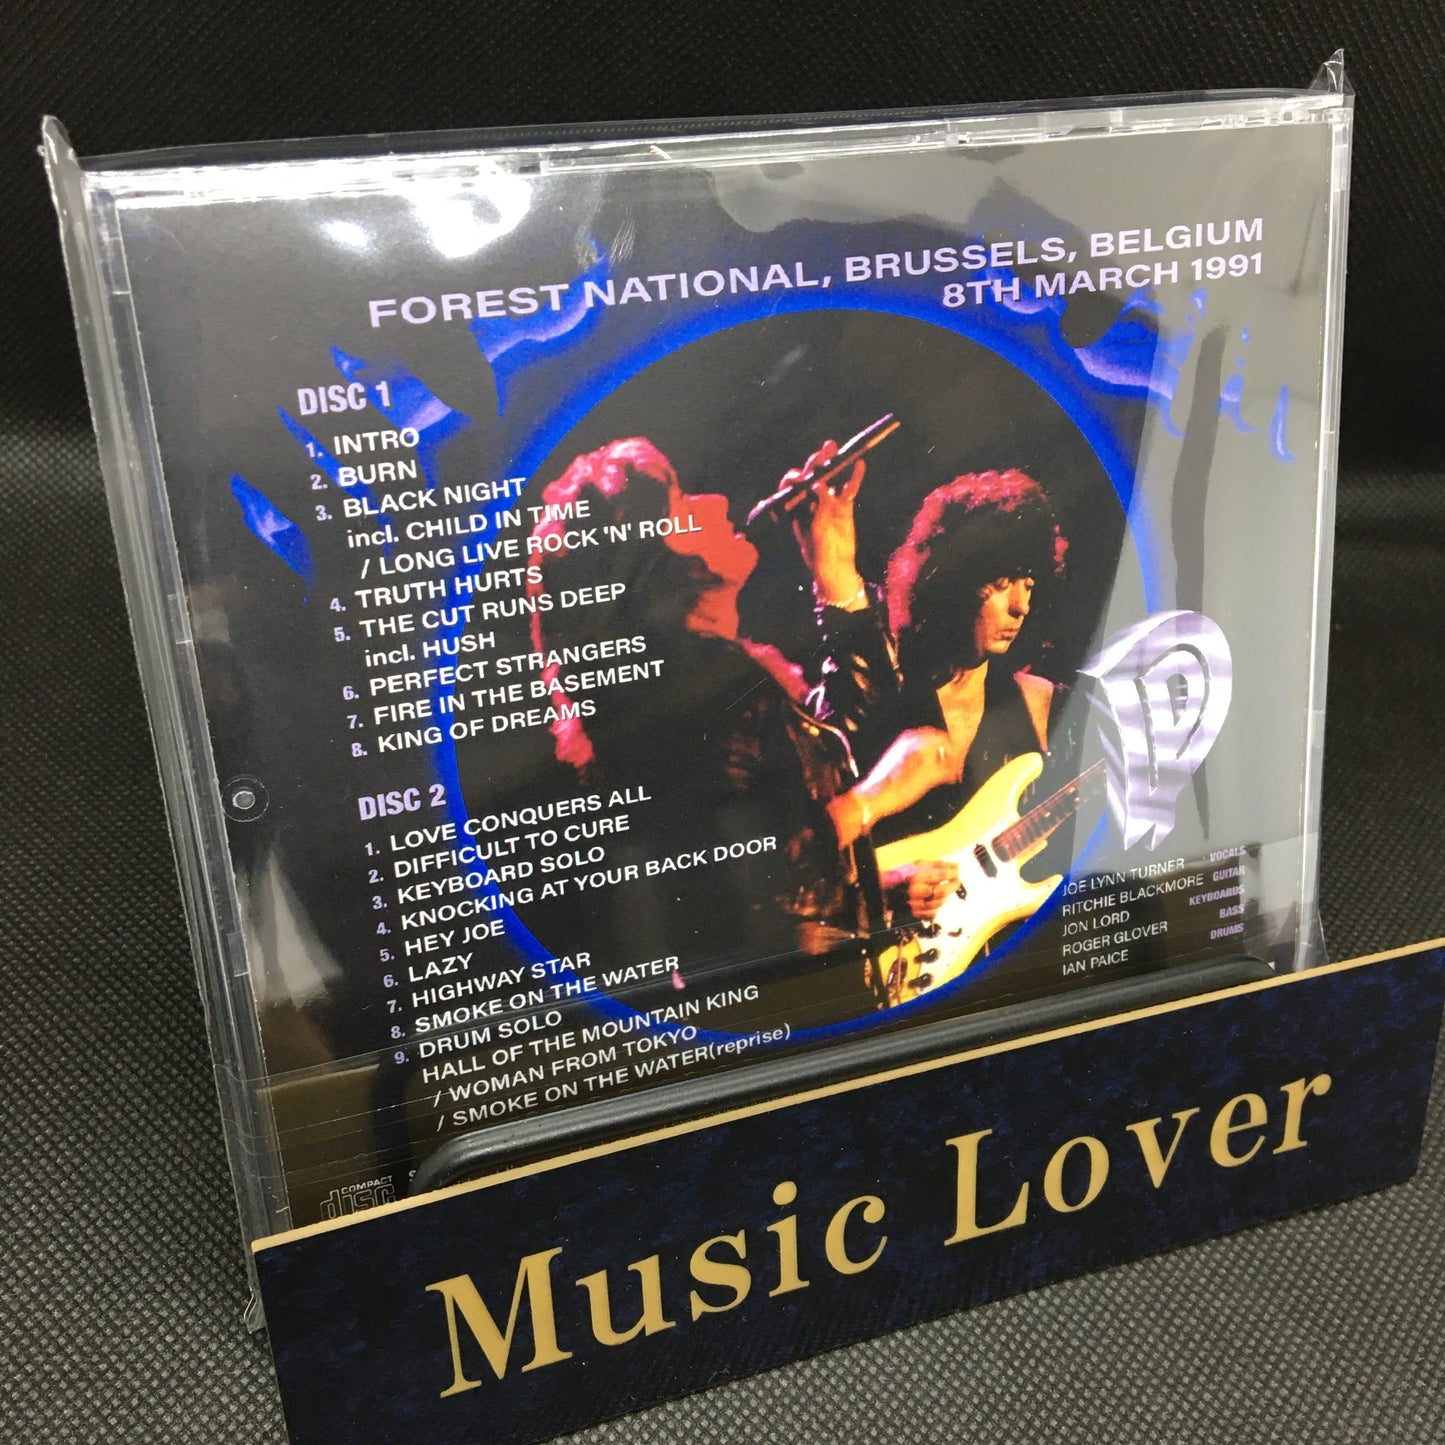 FOREST NATIONAL, BRUSSELS, BELGIUM
8TH MARCH 1991
DISC 1
1. INTRO
2. BURN
3. BLACK NIGHT
incl. CHILD IN TIME
/ LONG LIVE ROCK 'N' ROLL
4. TRUTH HURTS
5. THE CUT RUNS DEEP
incl. HUSH
6. PERFECT STRANGERS
7. FIRE IN THE BASEMENT
8. KING OF DREAMS
DISC 2
1. LOVE CONQUERS ALL
2. DIFFICULT TO CURE
3. KEYBOARD SOLO
4. KNOCKING AT YOUR BACK DOOR
5. HEY JOE
6. LAZY
7. HIGHWAY STAR
8. SMOKE ON THE WATER
9. DRUM SOLO
HALL OF THE MOUNTAIN KING
/ WOMAN FROM TOKYO
/ SMOKE ON THE WATER(reprise)
JOE LYNN TURNER VOCALS
RITCHIE BLACKMORE GUITAR
JON LORD KEYBOARDS
ROGER GLOVER BASS
IAN PAICE DRUMS
COMPACT
disc
Music Lover